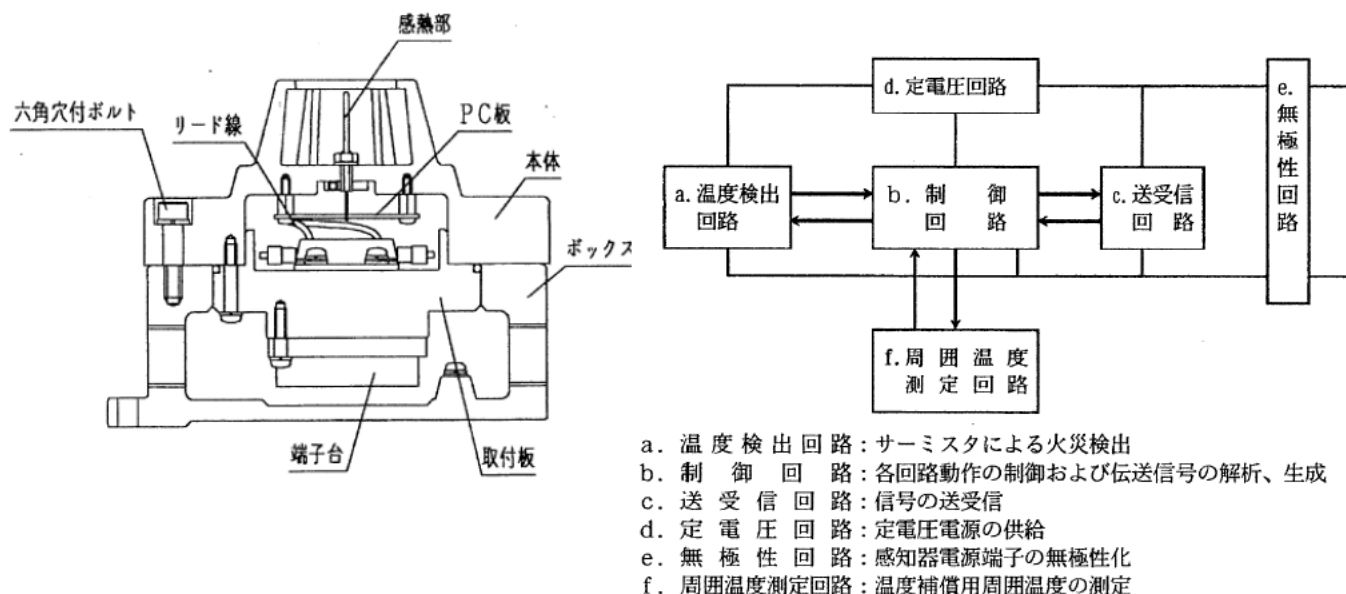 感熱部
六角穴付ボルト
リード線
PC板
本体
ボックス
端子台
取付板
d. 定電圧回路
e. 無極性回路
a. 温度検出
回路
b. 制御
回路
c. 送受信
回路
f. 周囲温度
測定回路
a. 温度検出回路:サーミスタによる火災検出
b. 制御回路:各回路動作の制御および伝送信号の解析、生成
c. 送受信回路:信号の送受信
d. 定電圧回路:定電圧電源の供給
e. 無極性回路:感知器電源端子の無極性化
f. 周囲温度測定回路:温度補償用周囲温度の測定